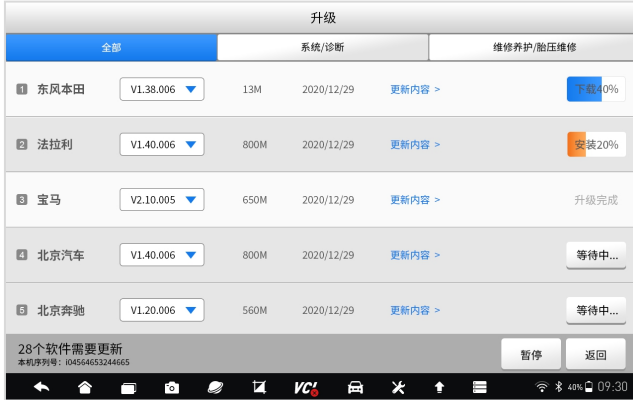 升级
全部 系统/诊断 维修养护/胎压维修
1 东风本田 V1.38.006 13M 2020/12/29 更新内容 > 下载40%
2 法拉利 V1.40.006 800M 2020/12/29 更新内容 > 安装20%
3 宝马 V2.10.005 650M 2020/12/29 更新内容 > 升级完成
4 北京汽车 V1.40.006 800M 2020/12/29 更新内容 > 等待中...
5 北京奔驰 V1.20.006 560M 2020/12/29 更新内容 > 等待中...
28个软件需要更新
本机序列号：i04564653244665
暂停 返回
VCI 40% 09:30